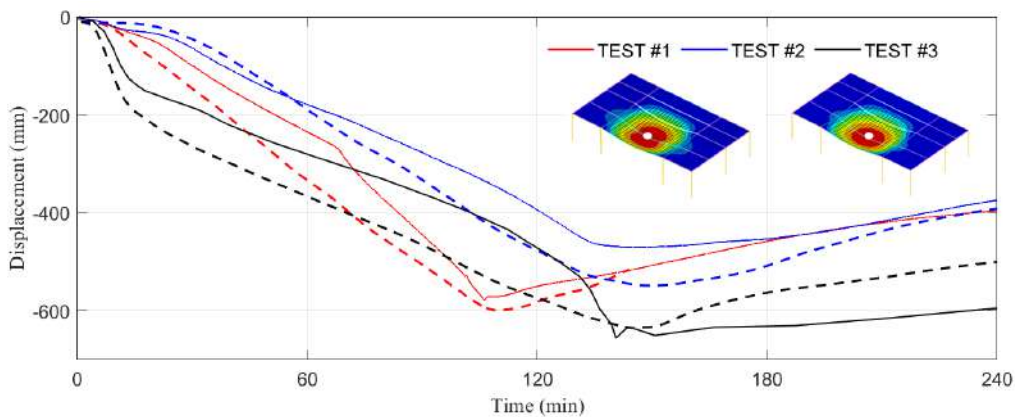 0
-200
-400
-600
Displacement (mm)
TEST #1 TEST #2 TEST #3
0 60 120 180 240
Time (min)